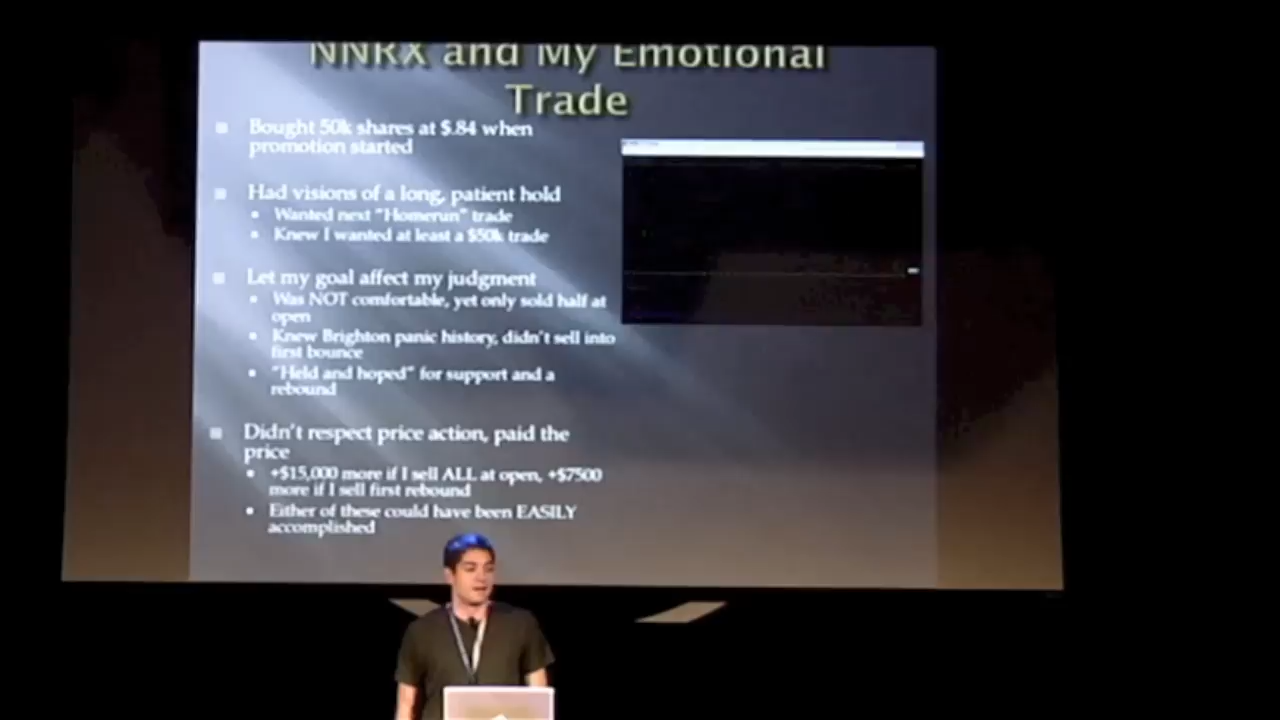 NNRX and My Emotional
Trade
Bought 50k shares at $.84 when
promotion started
Had visions of a long, patient hold
Wanted next "Homerun" trade
Knew I wanted at least a $50k trade
Let my goal affect my judgment
Was NOT comfortable, yet only sold half at
open
Knew Brighton panic history, didn't sell into
first bounce
"Held and hoped" for support and a
rebound
Didn't respect price action, paid the
price
+$15,000 more if I sell ALL at open, +$7500
more if I sell first rebound
Either of these could have been EASILY
accomplished